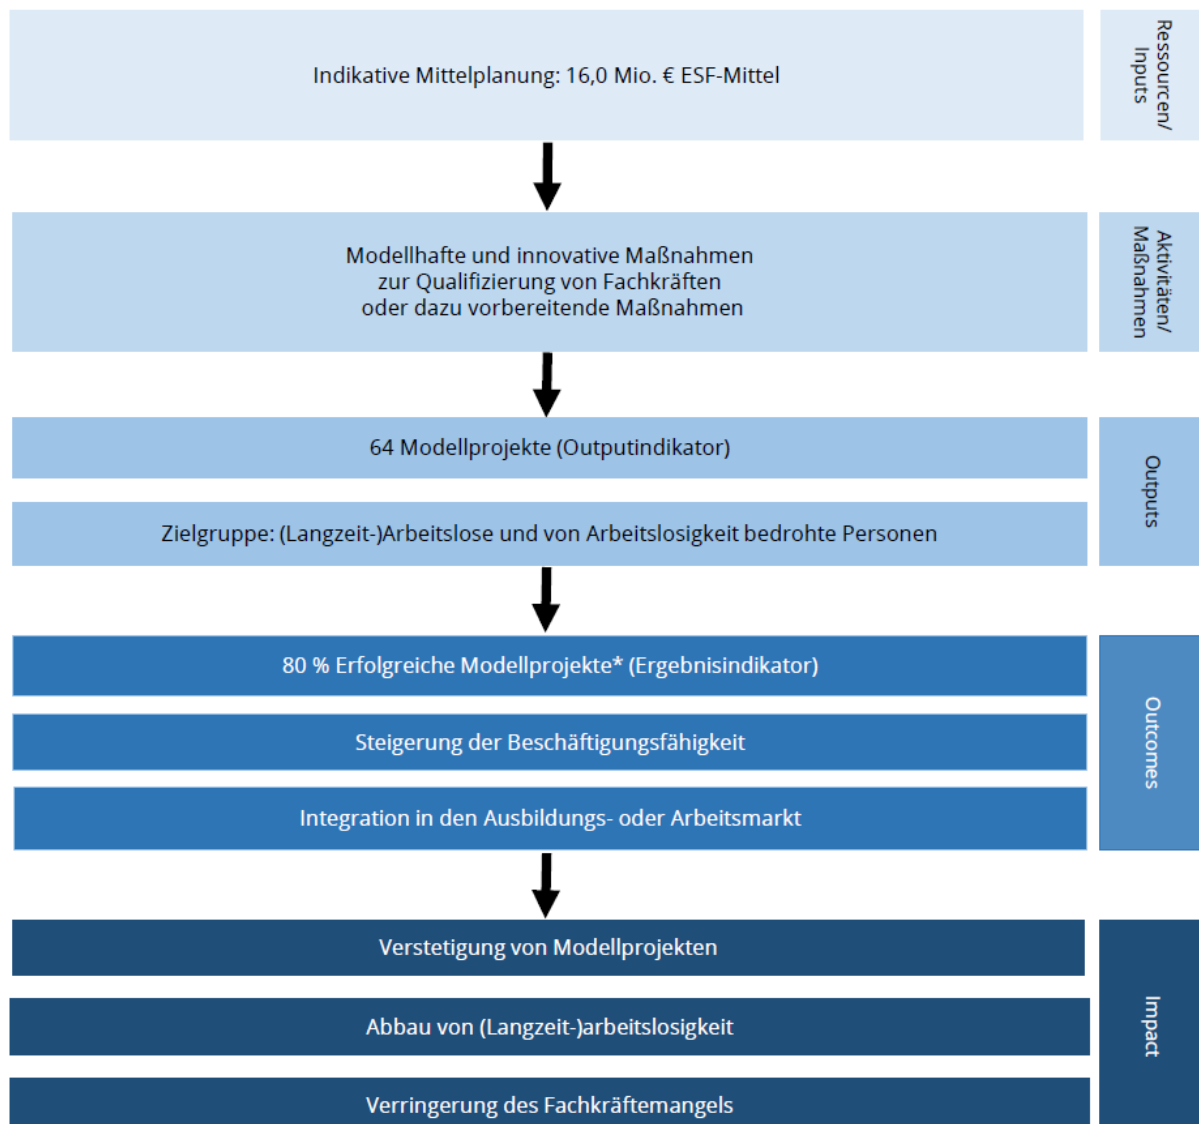 Indikative Mittelplanung: 16,0 Mio. € ESF-Mittel
Ressourcen/
Inputs
Modellhafte und innovative Maßnahmen
zur Qualifizierung von Fachkräften
oder dazu vorbereitende Maßnahmen
Aktivitäten/
Maßnahmen
64 Modellprojekte (Outputindikator)
Zielgruppe: (Langzeit-)Arbeitslose und von Arbeitslosigkeit bedrohte Personen
Outputs
80 % Erfolgreiche Modellprojekte* (Ergebnisindikator)
Steigerung der Beschäftigungsfähigkeit
Integration in den Ausbildungs- oder Arbeitsmarkt
Outcomes
Verstetigung von Modellprojekten
Abbau von (Langzeit-)arbeitslosigkeit
Verringerung des Fachkräftemangels
Impact